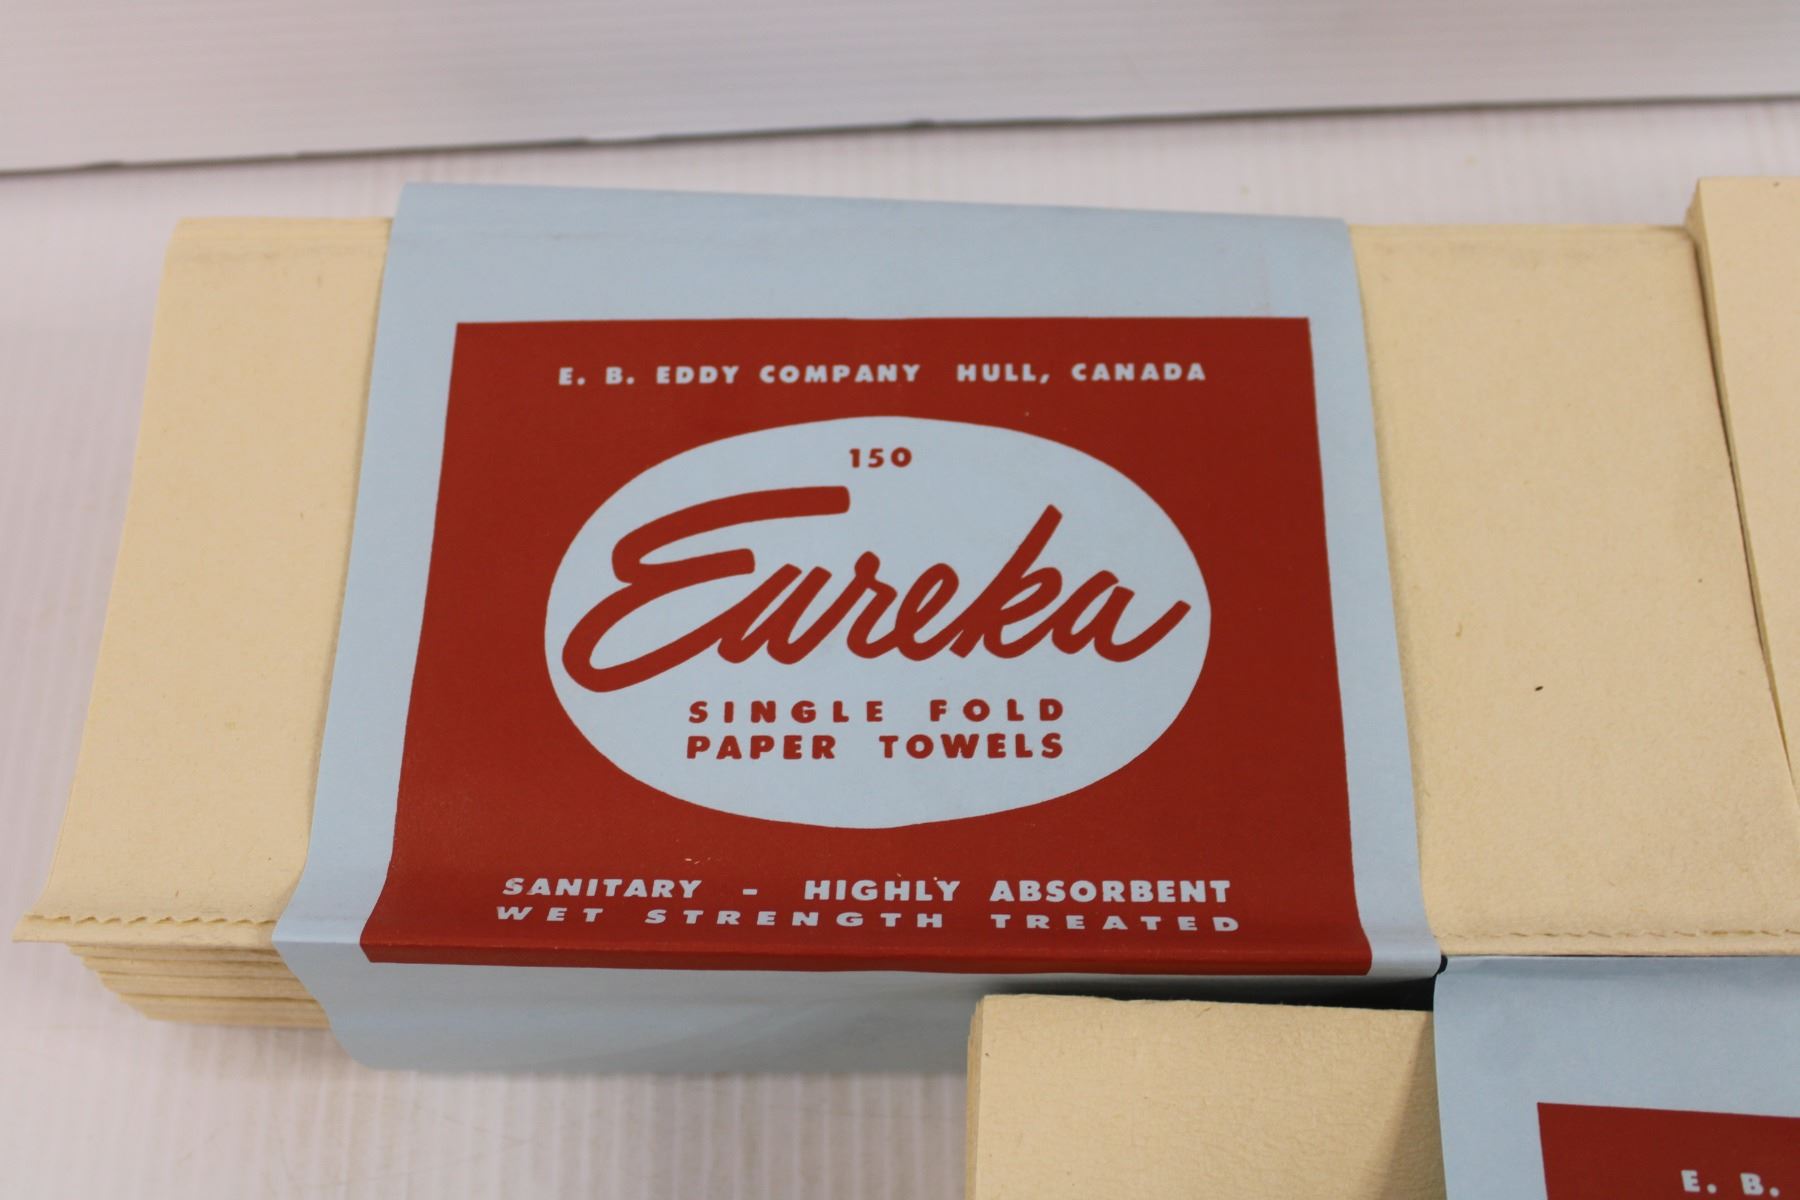 E. B. EDDY COMPANY HULL, CANADA
150
Eureka
SINGLE FOLD
PAPER TOWELS
SANITARY - HIGHLY ABSORBENT
WET STRENGTH TREATED
E. B.